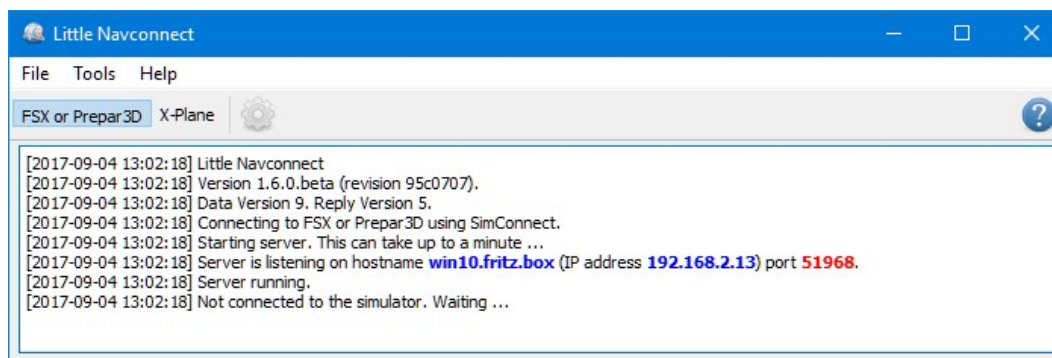 Little Navconnect
File Tools Help
FSX or Prepar3D X-Plane ?
[2017-09-04 13:02:18] Little Navconnect
[2017-09-04 13:02:18] Version 1.6.0.beta (revision 95c0707).
[2017-09-04 13:02:18] Data Version 9. Reply Version 5.
[2017-09-04 13:02:18] Connecting to FSX or Prepar3D using SimConnect.
[2017-09-04 13:02:18] Starting server. This can take up to a minute ...
[2017-09-04 13:02:18] Server is listening on hostname win10.fritz.box (IP address 192.168.2.13) port 51968.
[2017-09-04 13:02:18] Server running.
[2017-09-04 13:02:18] Not connected to the simulator. Waiting ...